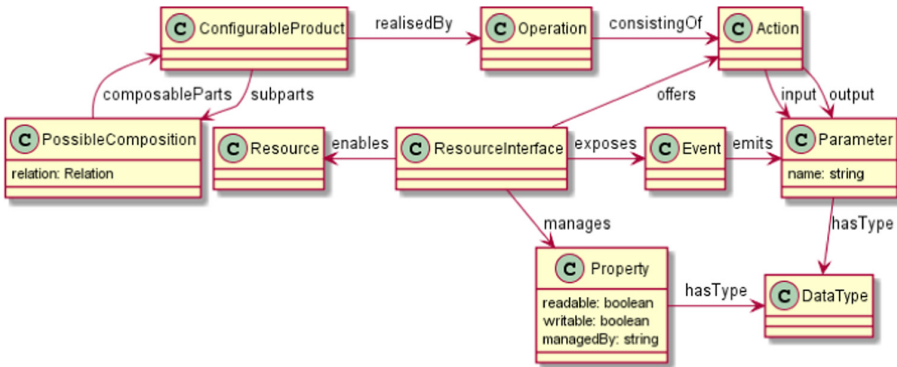 C ConfigurableProduct
realisedBy
C Operation
consistingOf
C Action
composableParts
subparts
offers
input
output
C PossibleComposition
relation: Relation
C Resource
enables
C ResourceInterface
exposes
C Event
emits
C Parameter
name: string
manages
hasType
C Property
readable: boolean
writable: boolean
managedBy: string
hasType
C DataType